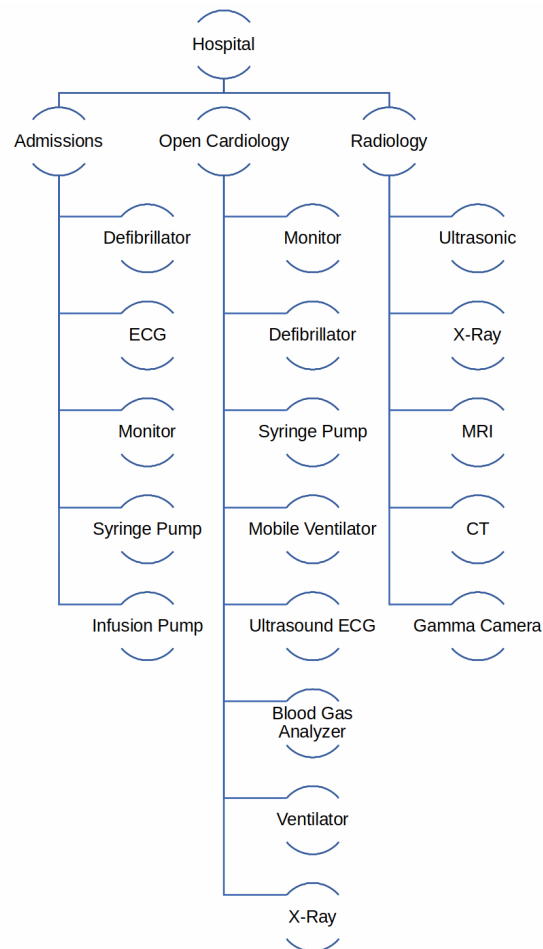 Hospital
Admissions
Open Cardiology
Radiology
Defibrillator
ECG
Monitor
Syringe Pump
Infusion Pump
Monitor
Defibrillator
Syringe Pump
Mobile Ventilator
Ultrasound ECG
Blood Gas
Analyzer
Ventilator
X-Ray
Ultrasonic
X-Ray
MRI
CT
Gamma Camera